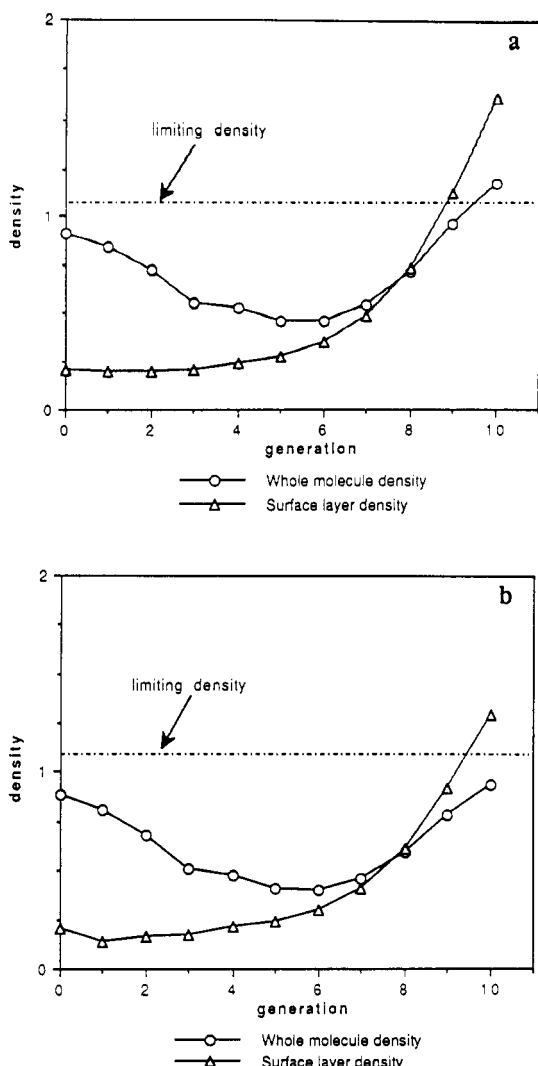 2
a
limiting density
1
density
0
0 2 4 6 8 10
generation
Whole molecule density
Surface layer density
2
b
limiting density
1
density
0
0 2 4 6 8 10
generation
Whole molecule density
Surface layer density